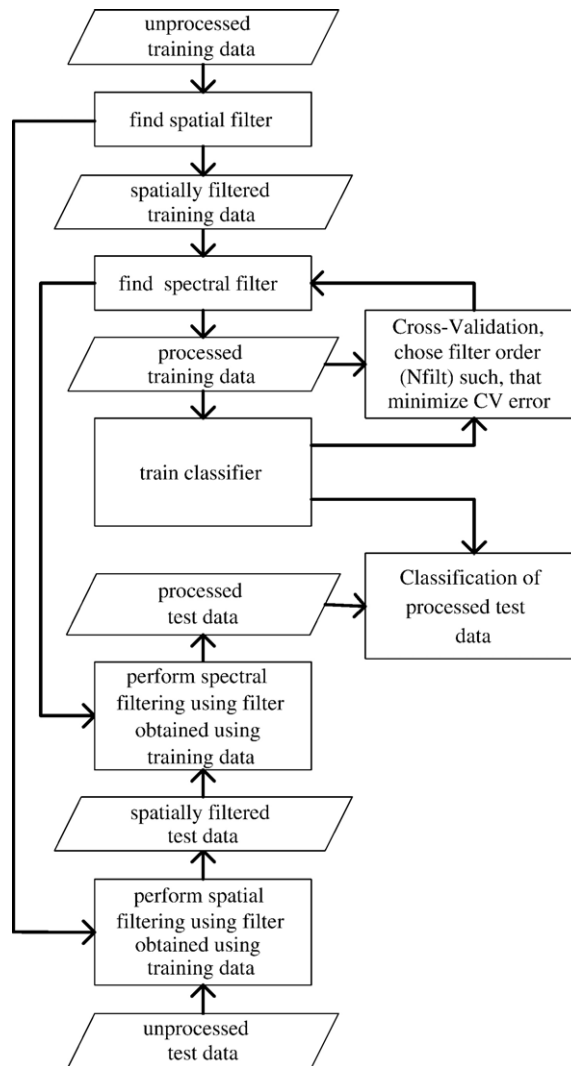 unprocessed
training data
find spatial filter
spatially filtered
training data
find spectral filter
processed
training data
Cross-Validation,
chose filter order
(Nfilt) such, that
minimize CV error
train classifier
processed
test data
Classification of
processed test
data
perform spectral
filtering using filter
obtained using
training data
spatially filtered
test data
perform spatial
filtering using filter
obtained using
training data
unprocessed
test data